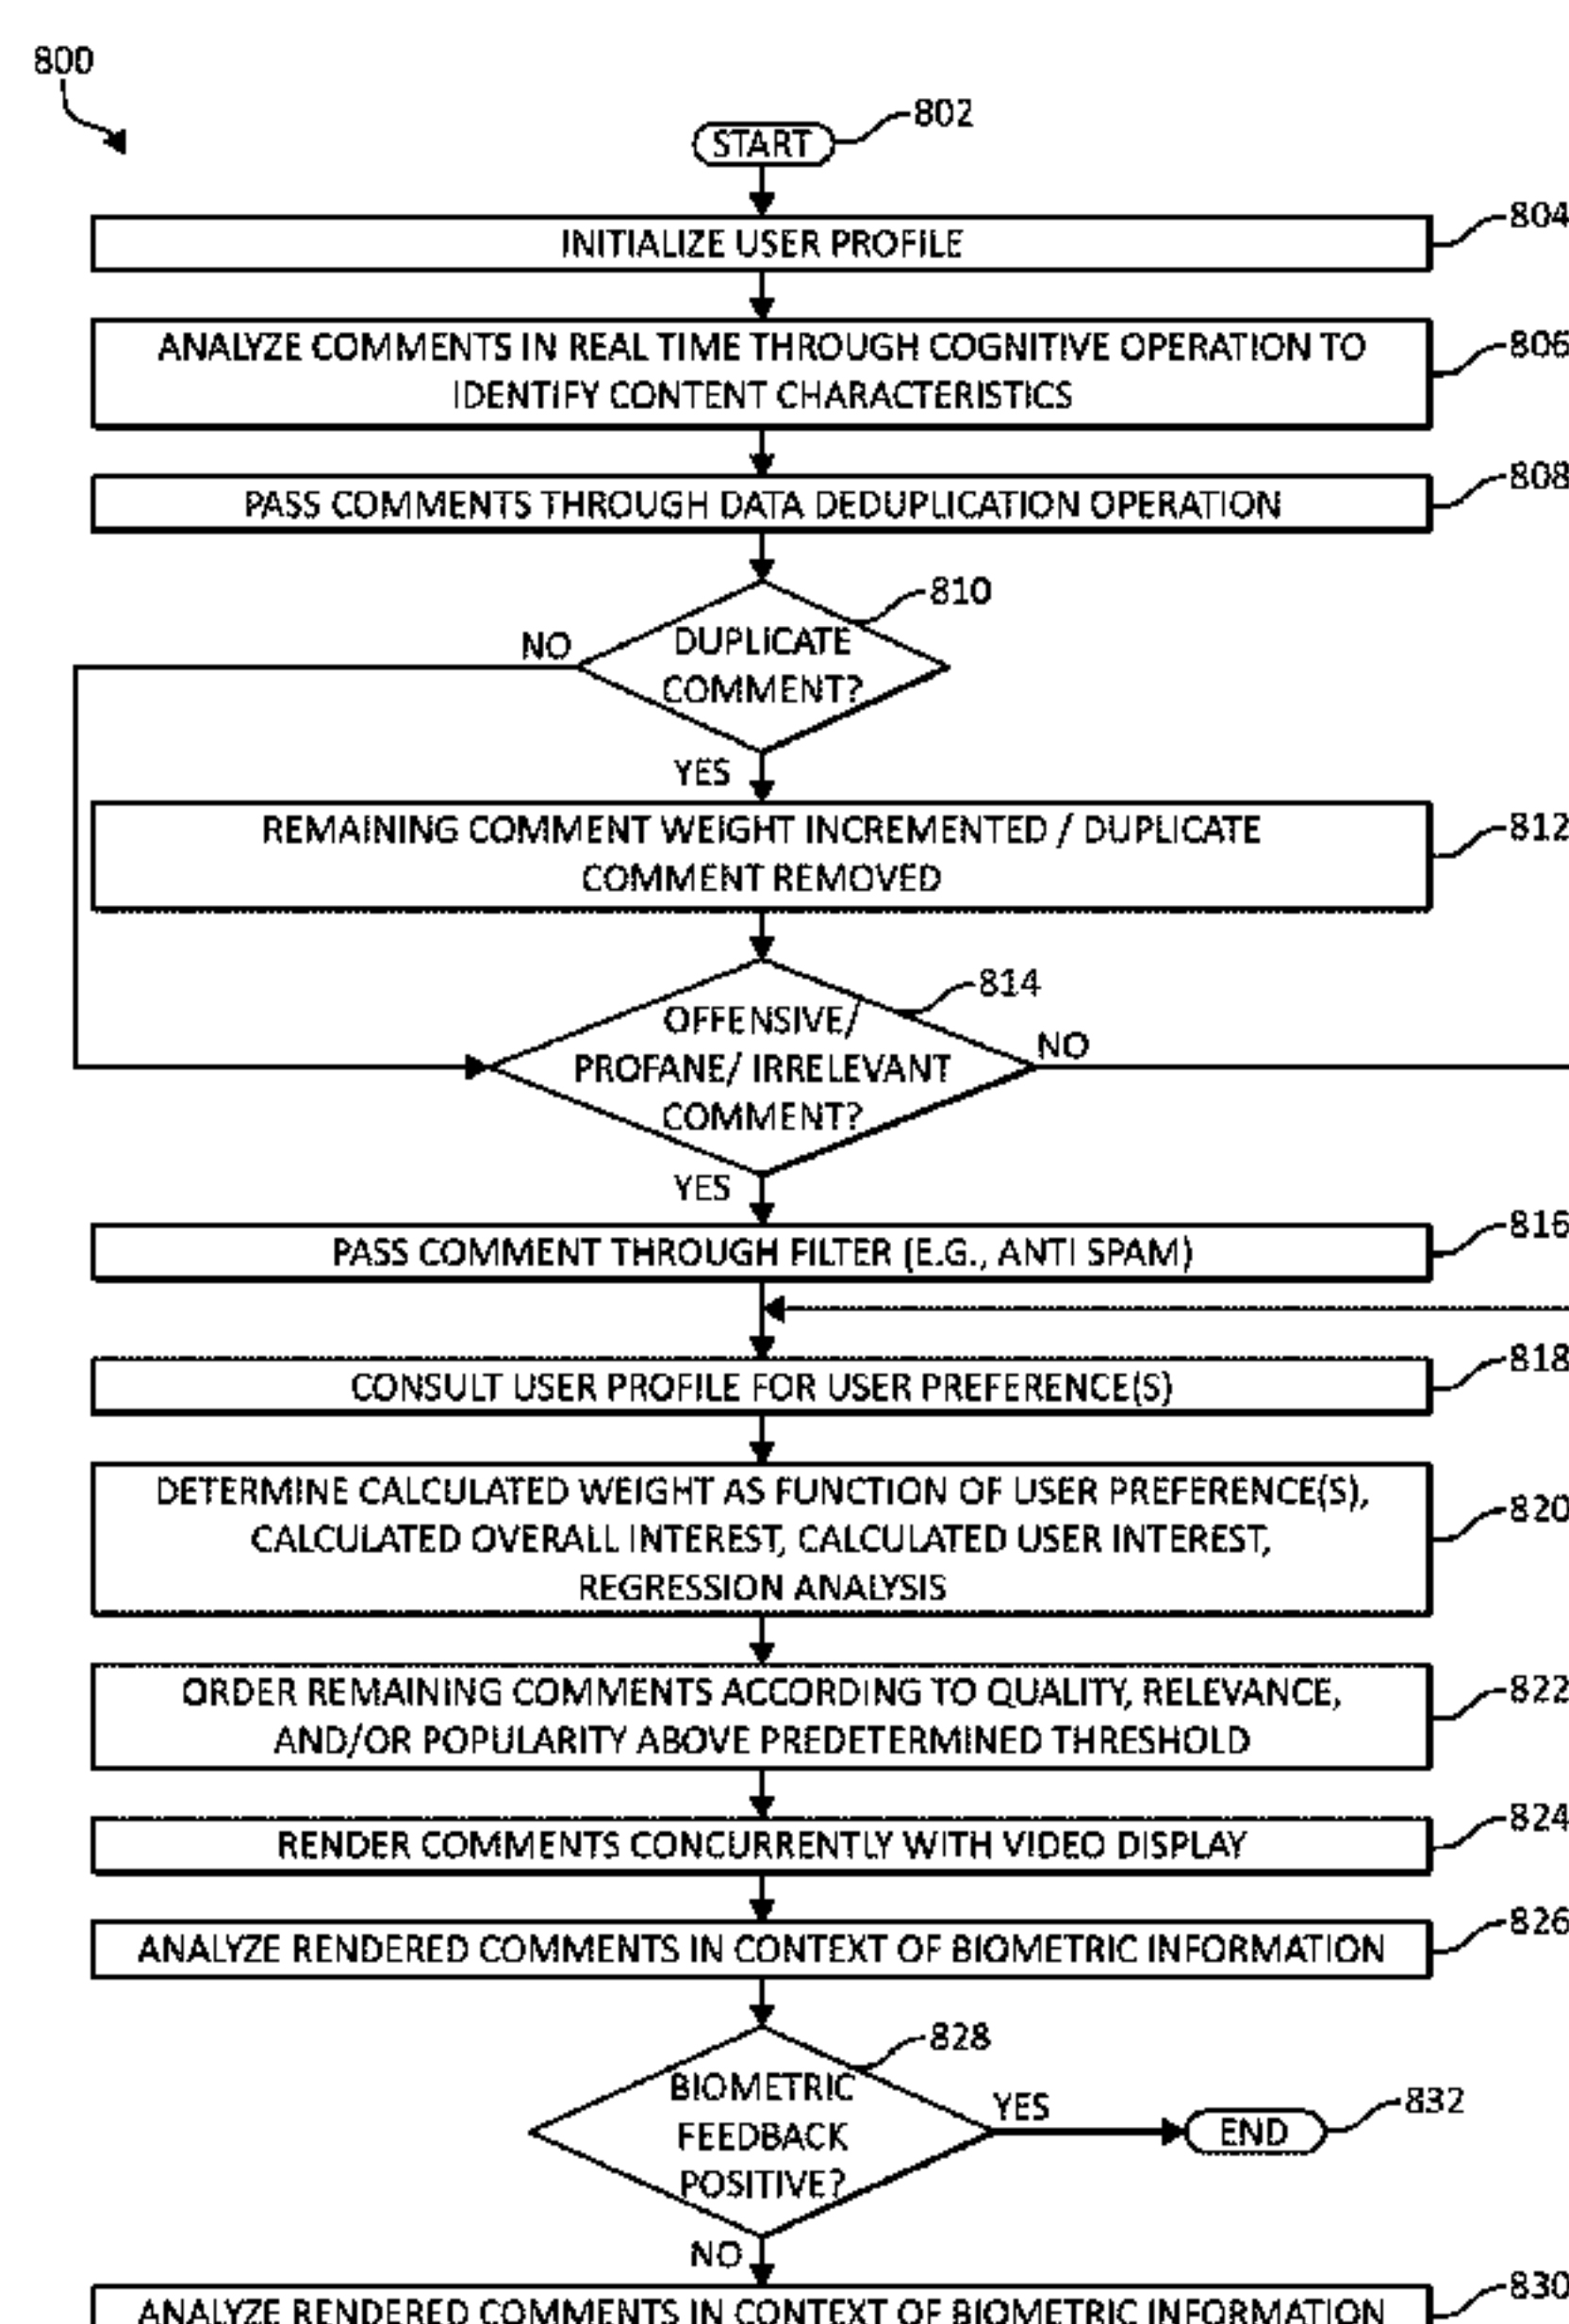 800
START
802
INITIALIZE USER PROFILE
804
ANALYZE COMMENTS IN REAL TIME THROUGH COGNITIVE OPERATION TO
IDENTIFY CONTENT CHARACTERISTICS
806
PASS COMMENTS THROUGH DATA DEDUPLICATION OPERATION
808
810
NO
DUPLICATE
COMMENT?
YES
REMAINING COMMENT WEIGHT INCREMENTED / DUPLICATE
COMMENT REMOVED
812
814
OFFENSIVE/
PROFANE/ IRRELEVANT
COMMENT?
NO
YES
PASS COMMENT THROUGH FILTER (E.G., ANTI SPAM)
816
CONSULT USER PROFILE FOR USER PREFERENCE(S)
818
DETERMINE CALCULATED WEIGHT AS FUNCTION OF USER PREFERENCE(S),
CALCULATED OVERALL INTEREST, CALCULATED USER INTEREST,
REGRESSION ANALYSIS
820
ORDER REMAINING COMMENTS ACCORDING TO QUALITY, RELEVANCE,
AND/OR POPULARITY ABOVE PREDETERMINED THRESHOLD
822
RENDER COMMENTS CONCURRENTLY WITH VIDEO DISPLAY
824
ANALYZE RENDERED COMMENTS IN CONTEXT OF BIOMETRIC INFORMATION
826
828
BIOMETRIC
FEEDBACK
POSITIVE?
YES
END
832
NO
ANALYZE RENDERED COMMENTS IN CONTEXT OF BIOMETRIC INFORMATION
830